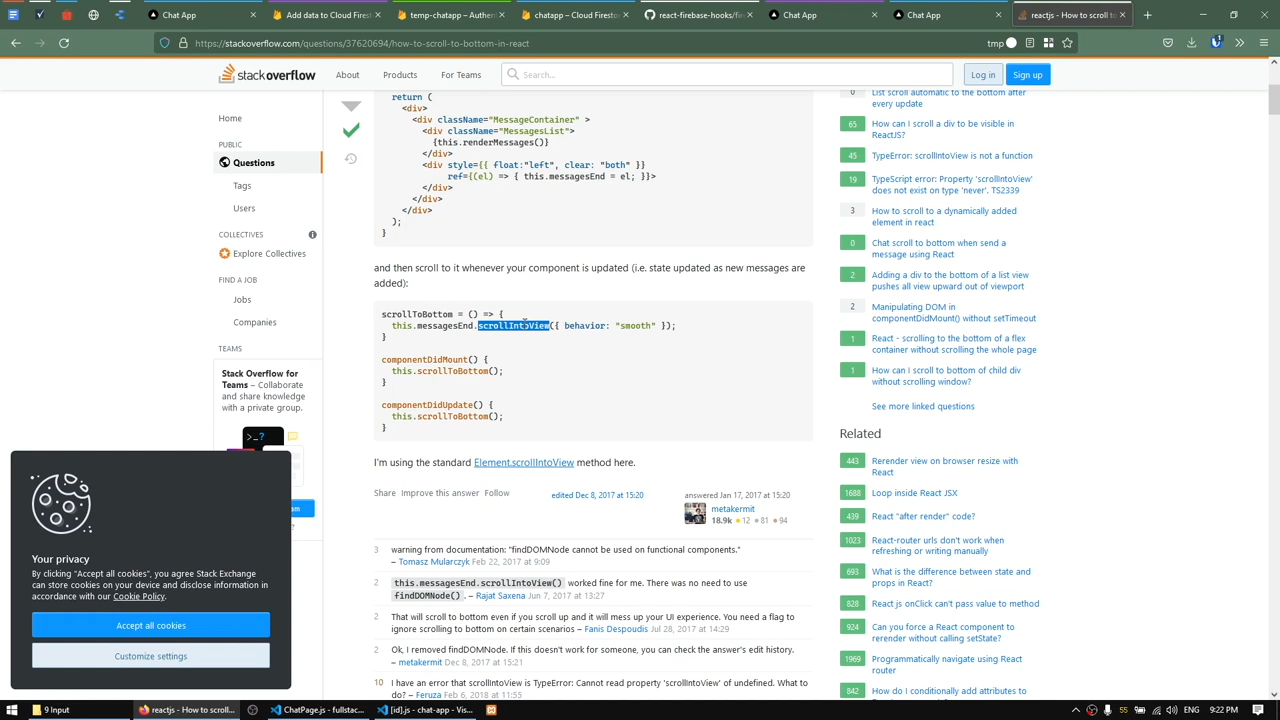 Chat App
Add data to Cloud Firestore
temp-chatapp – Authent
chatapp – Cloud Firesto
react-firebase-hooks/fire
Chat App
Chat App
reactjs - How to scroll to
https://stackoverflow.com/questions/37620694/how-to-scroll-to-bottom-in-react
tmp
stackoverflow
About
Products
For Teams
Search...
Log in
Sign up
Home
PUBLIC
Questions
Tags
Users
COLLECTIVES
Explore Collectives
FIND A JOB
Jobs
Companies
TEAMS
Stack Overflow for
Teams – Collaborate
and share knowledge
with a private group.
return (
<div>
<div className="MessageContainer" >
<div className="MessagesList">
{this.renderMessages()}
</div>
<div style={{ float:"left", clear: "both" }}
ref={(el) => { this.messagesEnd = el; }}>
</div>
</div>
</div>
);
}
and then scroll to it whenever your component is updated (i.e. state updated as new messages are
added):
scrollToBottom = () => {
this.messagesEnd.scrollIntoView({ behavior: "smooth" });
}
componentDidMount() {
this.scrollToBottom();
}
componentDidUpdate() {
this.scrollToBottom();
}
I'm using the standard Element.scrollIntoView method here.
Share Improve this answer Follow
edited Dec 8, 2017 at 15:20
answered Jan 17, 2017 at 15:20
metakermit
18.9k 12 81 94
3 warning from documentation: "findDOMNode cannot be used on functional components."
– Tomasz Mularczyk Feb 22, 2017 at 9:09
2 this.messagesEnd.scrollIntoView() worked fine for me. There was no need to use
findDOMNode() . – Rajat Saxena Jun 7, 2017 at 13:27
2 That will scroll to bottom even if you scroll up and it will mess up your UI experience. You need a flag to
ignore scrolling to bottom on certain scenarios – Fanis Despoudis Jul 28, 2017 at 14:29
2 Ok, I removed findDOMNode. If this doesn't work for someone, you can check the answer's edit history.
– metakermit Dec 8, 2017 at 15:21
10 I have an error that scrollIntoView is TypeError: Cannot read property 'scrollIntoView' of undefined. What to
do? – Feruza Feb 6, 2018 at 11:55
0 List scroll automatic to the bottom after
every update
65 How can I scroll a div to be visible in
ReactJS?
45 TypeError: scrollIntoView is not a function
19 TypeScript error: Property 'scrollIntoView'
does not exist on type 'never'. TS2339
3 How to scroll to a dynamically added
element in react
0 Chat scroll to bottom when send a
message using React
2 Adding a div to the bottom of a list view
pushes all view upward out of viewport
2 Manipulating DOM in
componentDidMount() without setTimeout
1 React - scrolling to the bottom of a flex
container without scrolling the whole page
1 How can I scroll to bottom of child div
without scrolling window?
See more linked questions
Related
443 Rerender view on browser resize with
React
1688 Loop inside React JSX
439 React "after render" code?
1023 React-router urls don't work when
refreshing or writing manually
693 What is the difference between state and
props in React?
828 React js onClick can't pass value to method
924 Can you force a React component to
rerender without calling setState?
1969 Programmatically navigate using React
router
842 How do I conditionally add attributes to
Your privacy
By clicking "Accept all cookies", you agree Stack Exchange
can store cookies on your device and disclose information in
accordance with our Cookie Policy.
Accept all cookies
Customize settings
9 Input
reactjs - How to scroll...
ChatPage.js - fullstac...
[id].js - chat-app - Vis...
55
ENG
9:22 PM